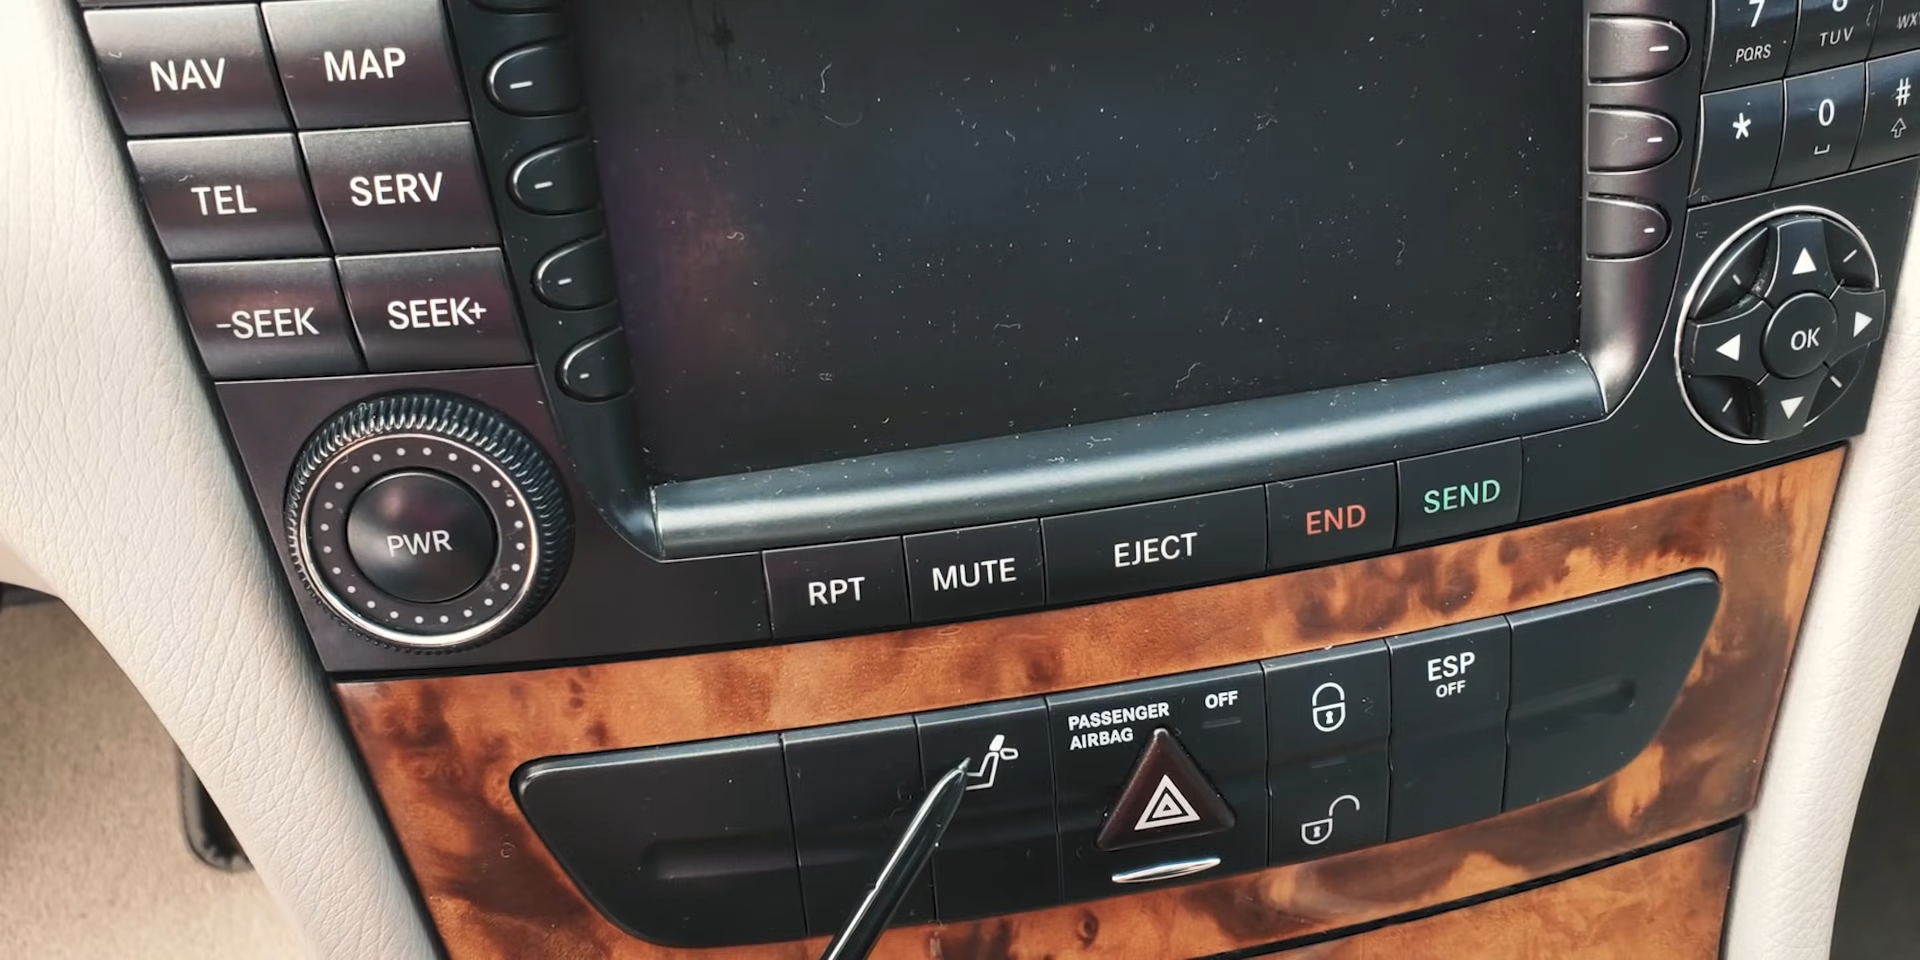 NAV
MAP
7
PQRS
TUV
WX
TEL
SERV
*
0
#
-SEEK
SEEK+
OK
PWR
RPT
MUTE
EJECT
END
SEND
PASSENGER
AIRBAG
OFF
ESP
OFF